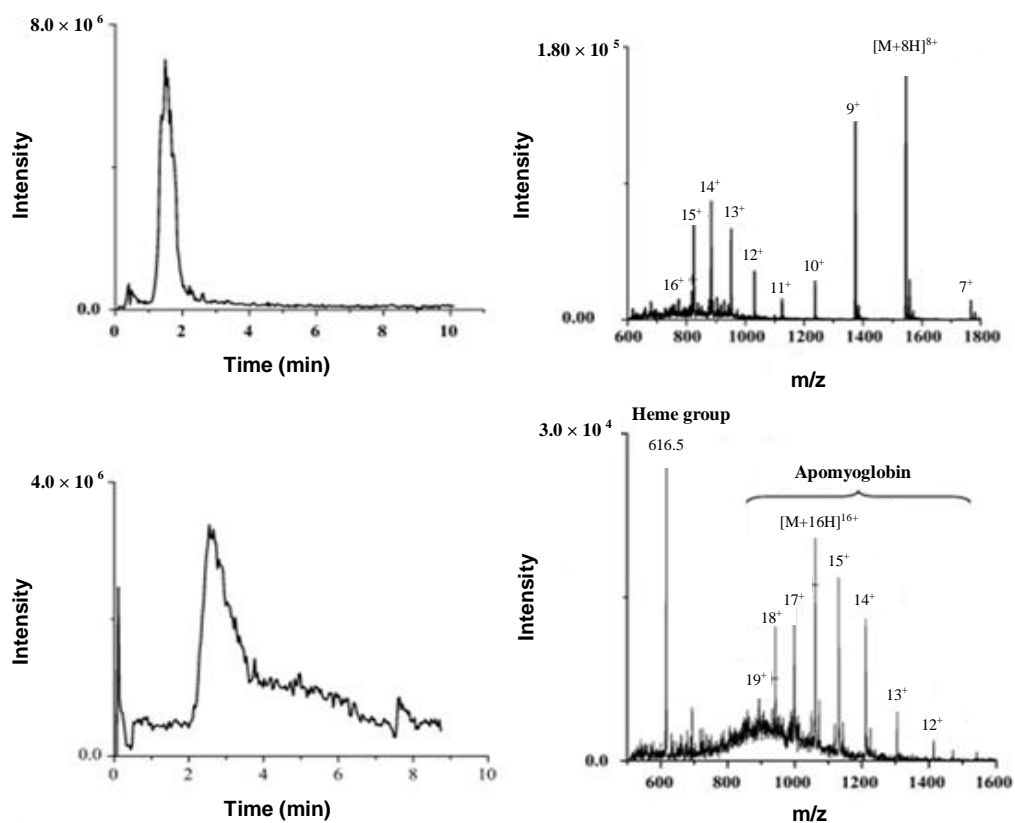 8.0 × 10⁶
Intensity
0.0
0
2
4
6
8
10
Time (min)
1.80 × 10⁵
Intensity
0.00
[M+8H]⁸⁺
9⁺
14⁺
15⁺
13⁺
12⁺
16⁺
11⁺
10⁺
7⁺
600
800
1000
1200
1400
1600
1800
m/z
4.0 × 10⁶
Intensity
0.0
0
2
4
6
8
10
Time (min)
Heme group
3.0 × 10⁴
616.5
Apomyoglobin
[M+16H]¹⁶⁺
15⁺
17⁺
18⁺
14⁺
19⁺
13⁺
12⁺
Intensity
0.0
600
800
1000
1200
1400
1600
m/z